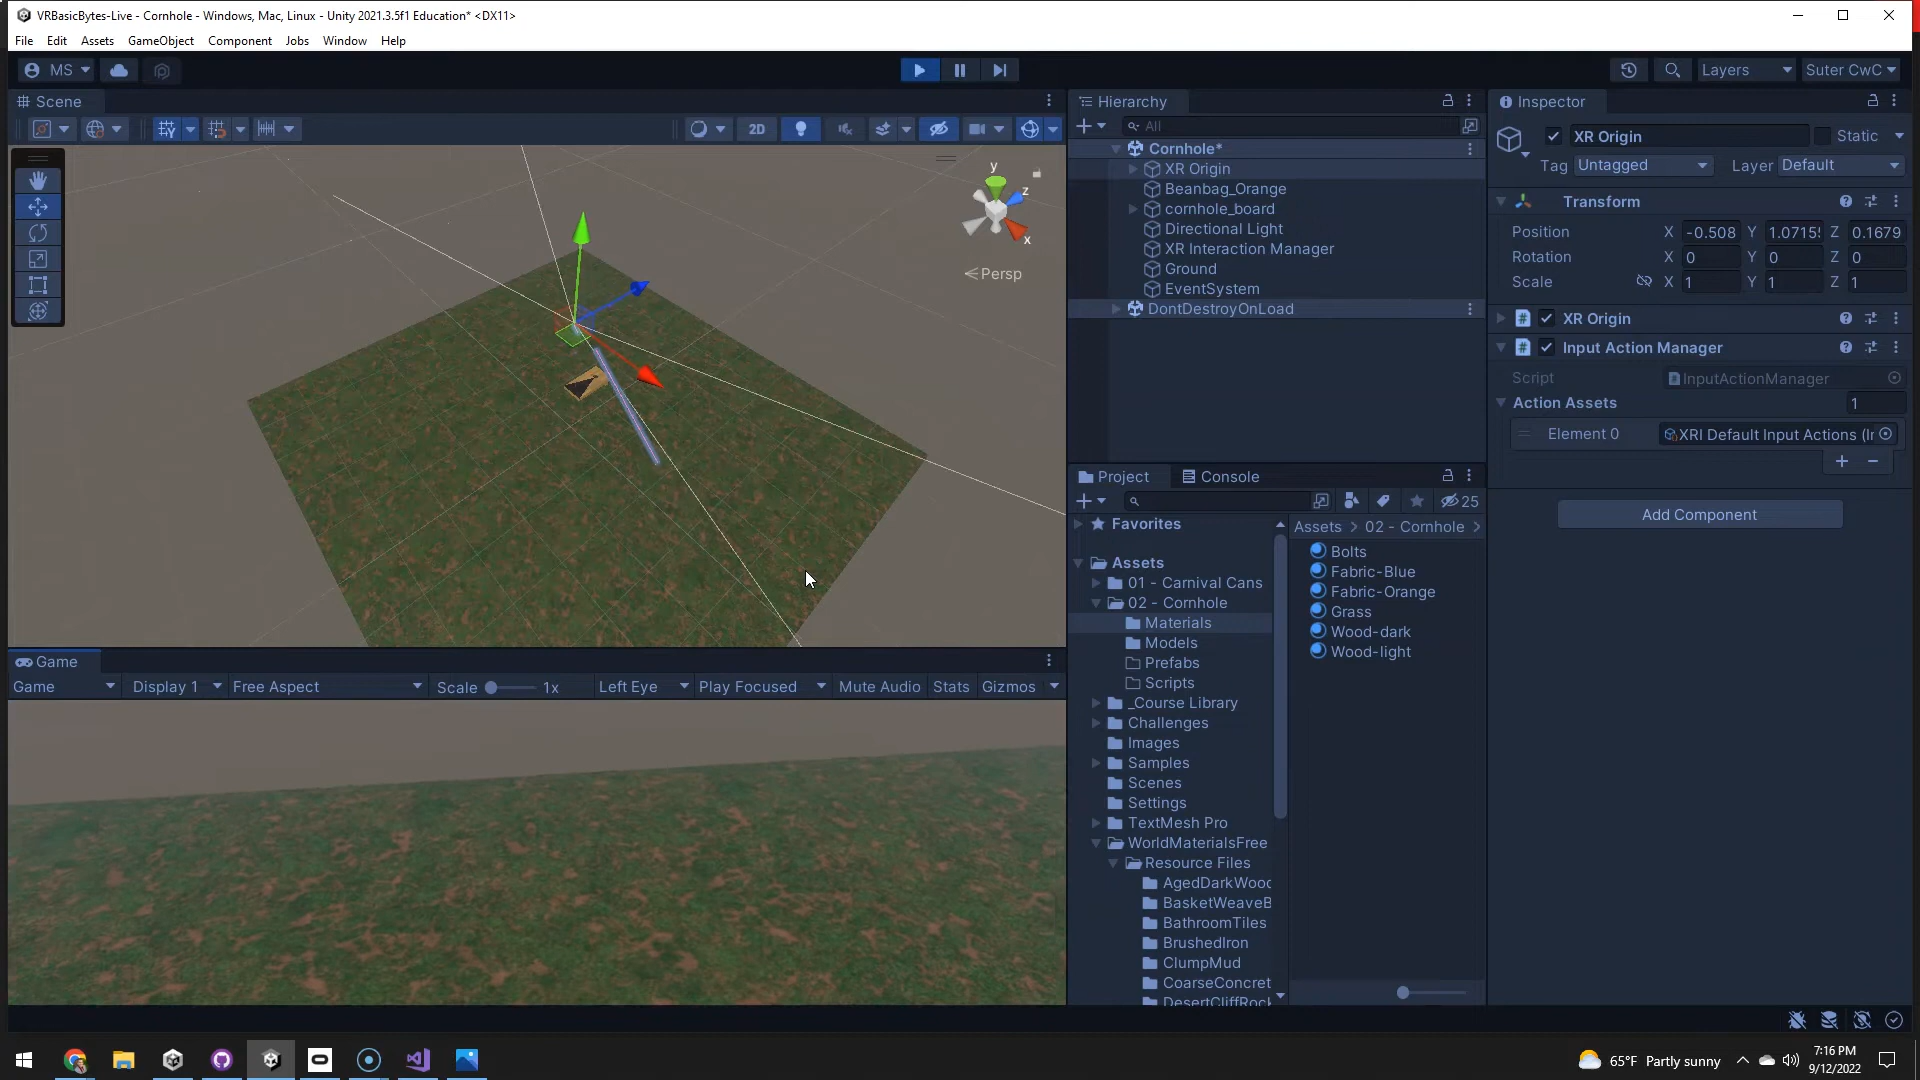 VRBasicBytes-Live - Cornhole - Windows, Mac, Linux - Unity 2021.3.5f1 Education* <DX11>
File Edit Assets GameObject Component Jobs Window Help
MS
Layers
Suter CwC
Scene
2D
y
z
x
Persp
Hierarchy
All
Cornhole*
XR Origin
Beanbag_Orange
cornhole_board
Directional Light
XR Interaction Manager
Ground
EventSystem
DontDestroyOnLoad
Inspector
XR Origin Static
Tag Untagged Layer Default
Transform
Position X -0.508 Y 1.0715 Z 0.1679
Rotation X 0 Y 0 Z 0
Scale X 1 Y 1 Z 1
XR Origin
Input Action Manager
Script InputActionManager
Action Assets 1
Element 0 XRI Default Input Actions (Ir
+ -
Add Component
Project Console
25
Favorites
Assets
01 - Carnival Cans
02 - Cornhole
Materials
Models
Prefabs
Scripts
_Course Library
Challenges
Images
Samples
Scenes
Settings
TextMesh Pro
WorldMaterialsFree
Resource Files
AgedDarkWood
BasketWeaveB
BathroomTiles
BrushedIron
ClumpMud
CoarseConcret
DesertCliffRock
Assets > 02 - Cornhole >
Bolts
Fabric-Blue
Fabric-Orange
Grass
Wood-dark
Wood-light
Game
Game Display 1 Free Aspect Scale 1x Left Eye Play Focused Mute Audio Stats Gizmos
65°F Partly sunny
7:16 PM
9/12/2022